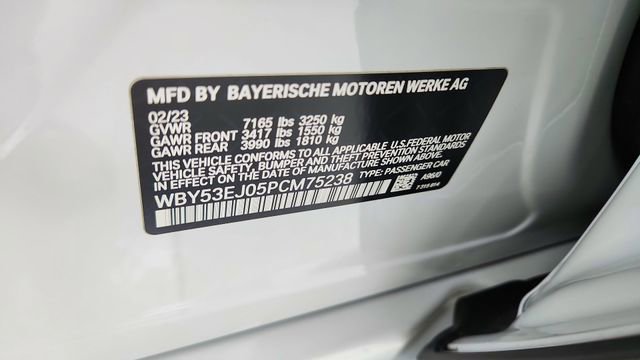 MFD BY BAYERISCHE MOTOREN WERKE AG
02/23
GVWR 7165 lbs 3250 kg
GAWR FRONT 3417 lbs 1550 kg
GAWR REAR 3990 lbs 1810 kg
THIS VEHICLE CONFORMS TO ALL APPLICABLE U.S. FEDERAL MOTOR
VEHICLE SAFETY, BUMPER, AND THEFT PREVENTION STANDARDS
IN EFFECT ON THE DATE OF MANUFACTURE SHOWN ABOVE.
WBY53EJ05PCM75238 TYPE: PASSENGER CAR
A96/0